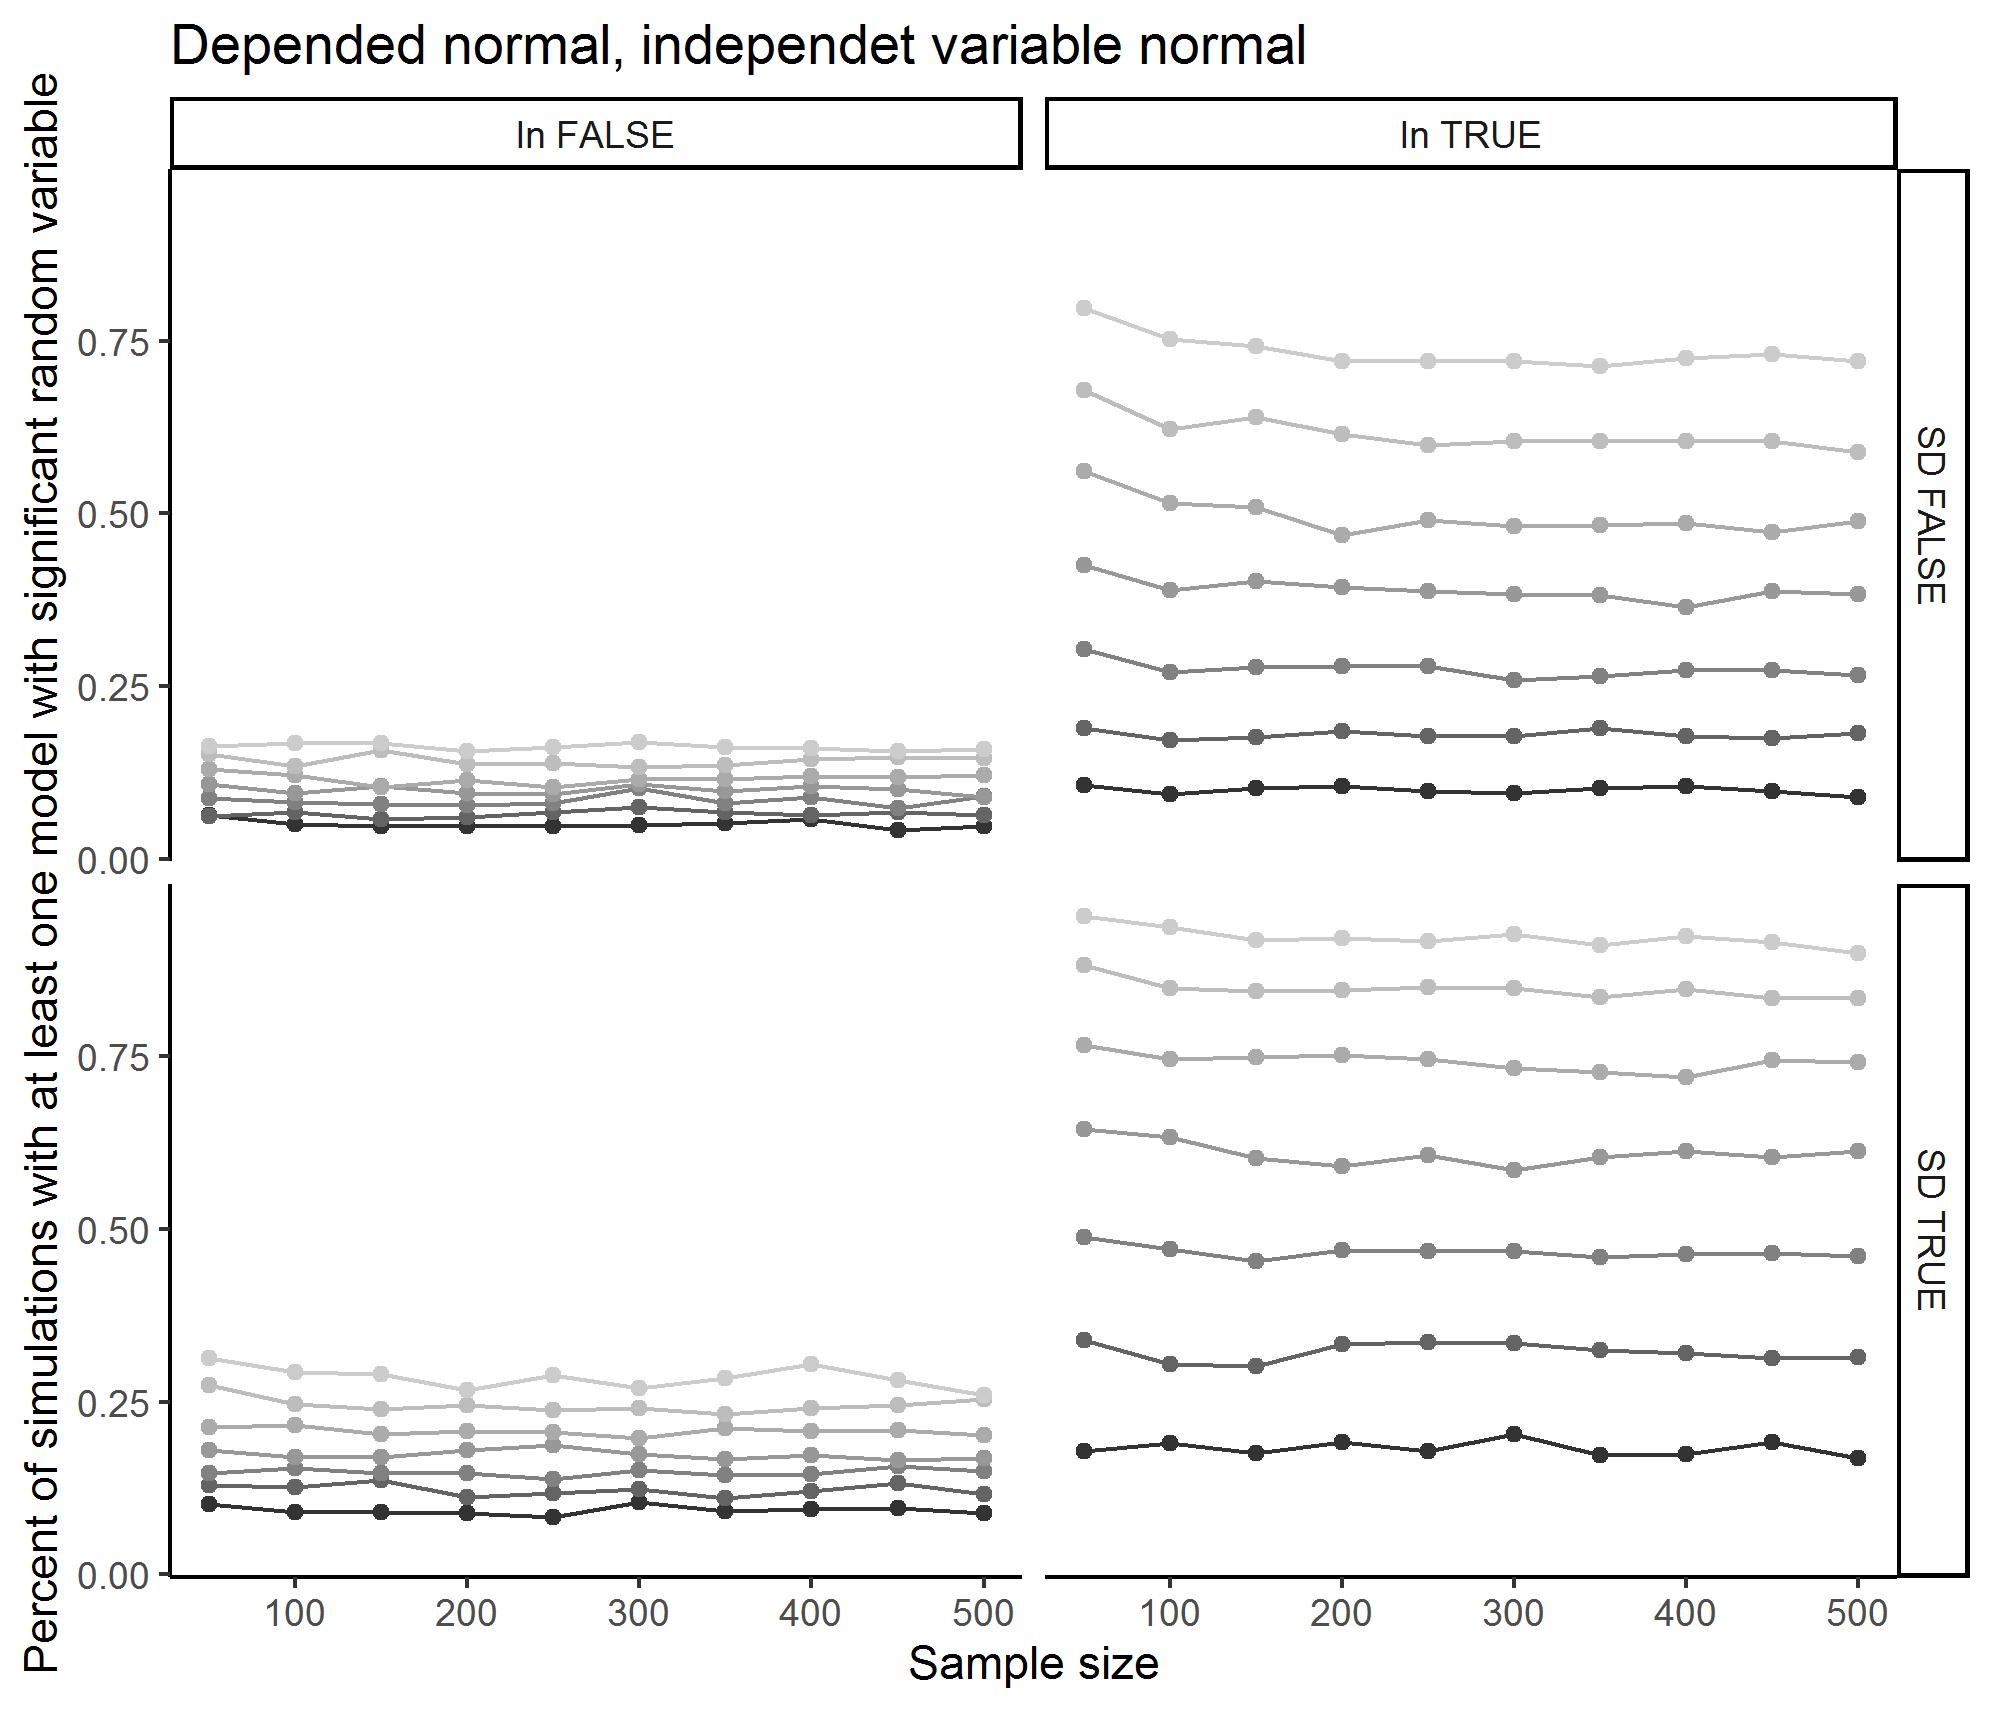 Depended normal, independet variable normal
In FALSE
In TRUE
Percent of simulations with at least one model with significant random variable
0.75
0.50
0.25
0.00
SD FALSE
0.75
0.50
0.25
0.00
SD TRUE
100 200 300 400 500
100 200 300 400 500
Sample size